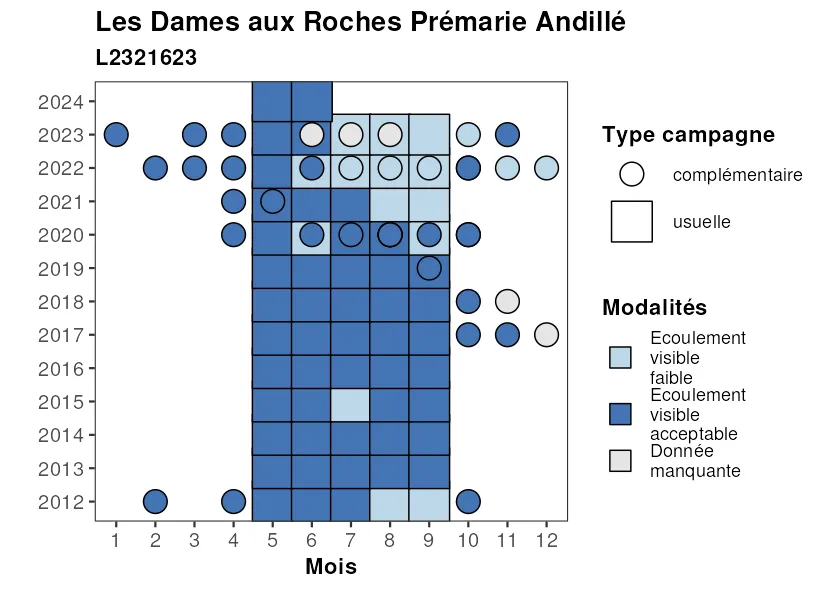 Les Dames aux Roches Prémarie Andillé
L2321623
2024
2023
2022
2021
2020
2019
2018
2017
2016
2015
2014
2013
2012
1 2 3 4 5 6 7 8 9 10 11 12
Mois
Type campagne
complémentaire
usuelle
Modalités
Ecoulement
visible
faible
Ecoulement
visible
acceptable
Donnée
manquante